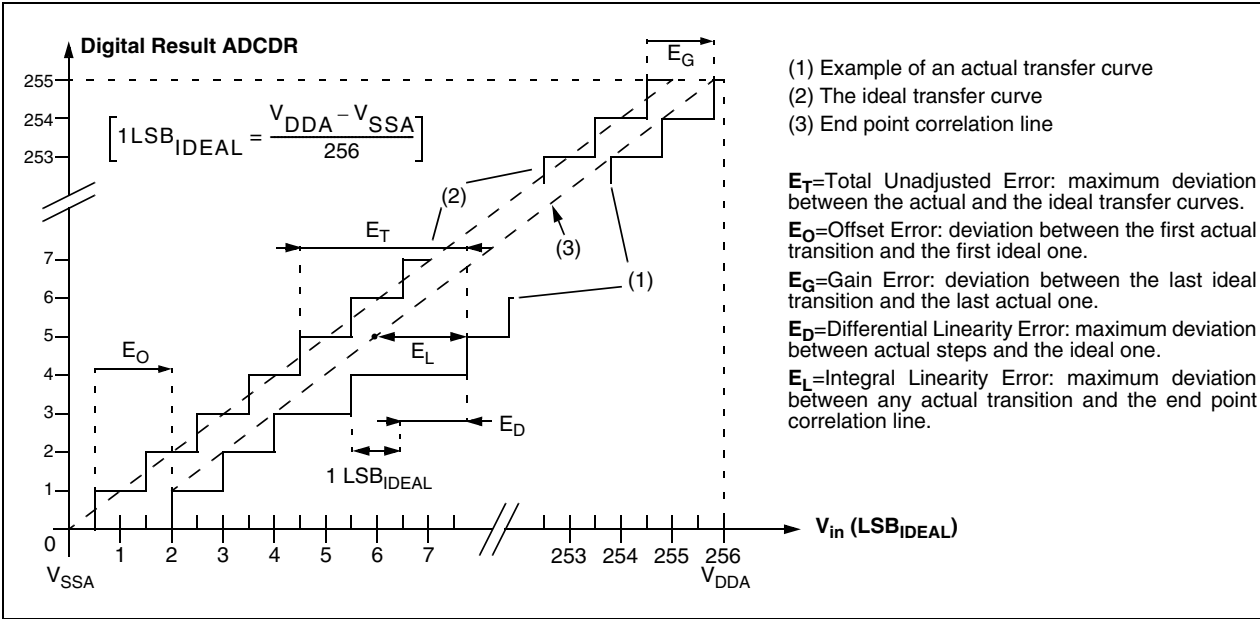 Digital Result ADCDR
E_G
255
254
253
[1LSB_IDEAL = (V_DDA − V_SSA) / 256]
(2)
(3)
(1)
E_T
7
6
5
4
3
2
1
0
E_O
E_L
E_D
1 LSB_IDEAL
1 2 3 4 5 6 7 253 254 255 256
V_SSA
V_DDA
V_in (LSB_IDEAL)
(1)
(1) Example of an actual transfer curve
(2) The ideal transfer curve
(3) End point correlation line
E_T=Total Unadjusted Error: maximum deviation
between the actual and the ideal transfer curves.
E_O=Offset Error: deviation between the first actual
transition and the first ideal one.
E_G=Gain Error: deviation between the last ideal
transition and the last actual one.
E_D=Differential Linearity Error: maximum deviation
between actual steps and the ideal one.
E_L=Integral Linearity Error: maximum deviation
between any actual transition and the end point
correlation line.